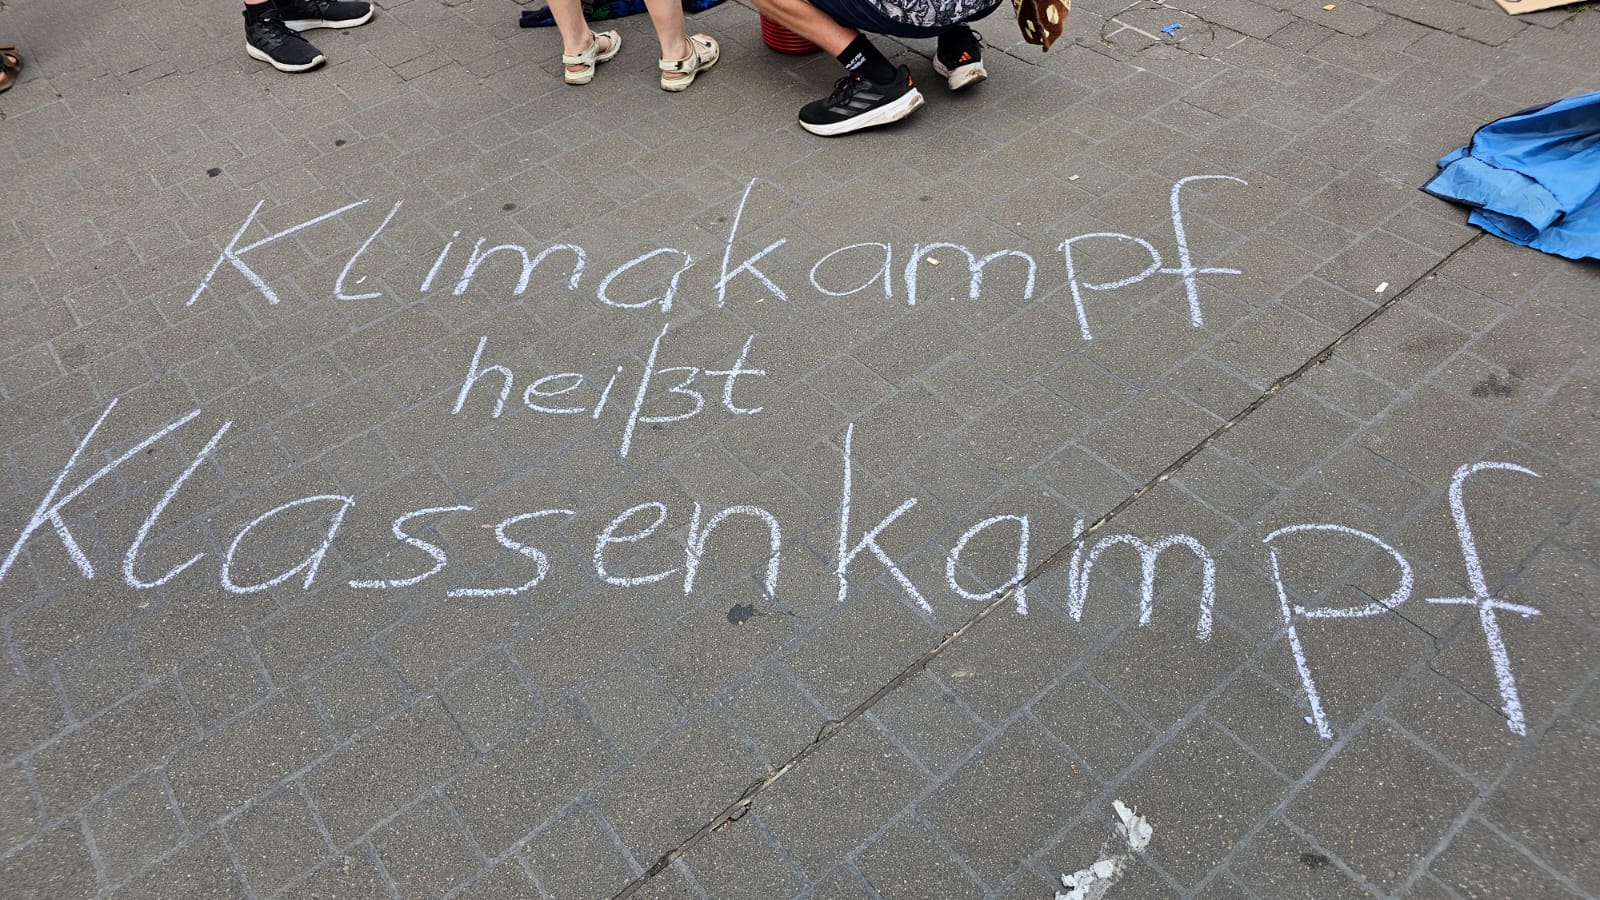 Klimakampf
heißt
Klassenkampf